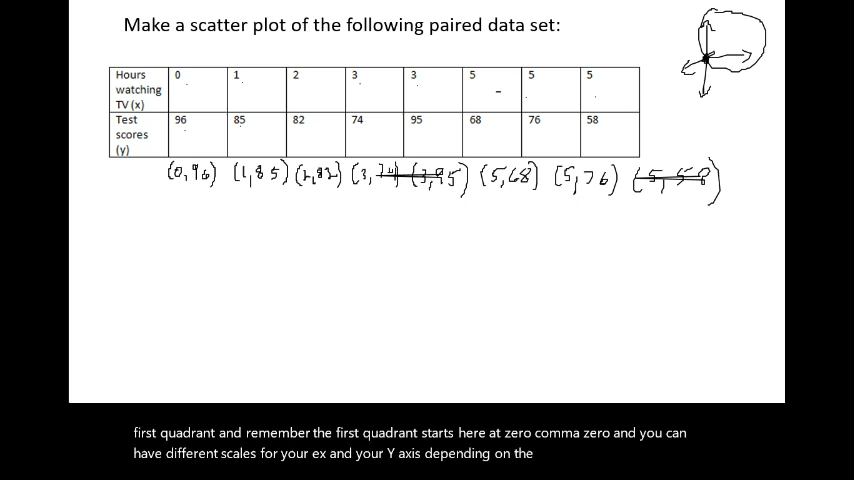 Make a scatter plot of the following paired data set:
Hours watching TV (x) 0 1 2 3 3 5 5 5
Test scores (y) 96 85 82 74 95 68 76 58
(0,96) (1,85) (2,82) (3,74) (3,95) (5,68) (5,76) (5,58)
first quadrant and remember the first quadrant starts here at zero comma zero and you can
have different scales for your ex and your Y axis depending on the